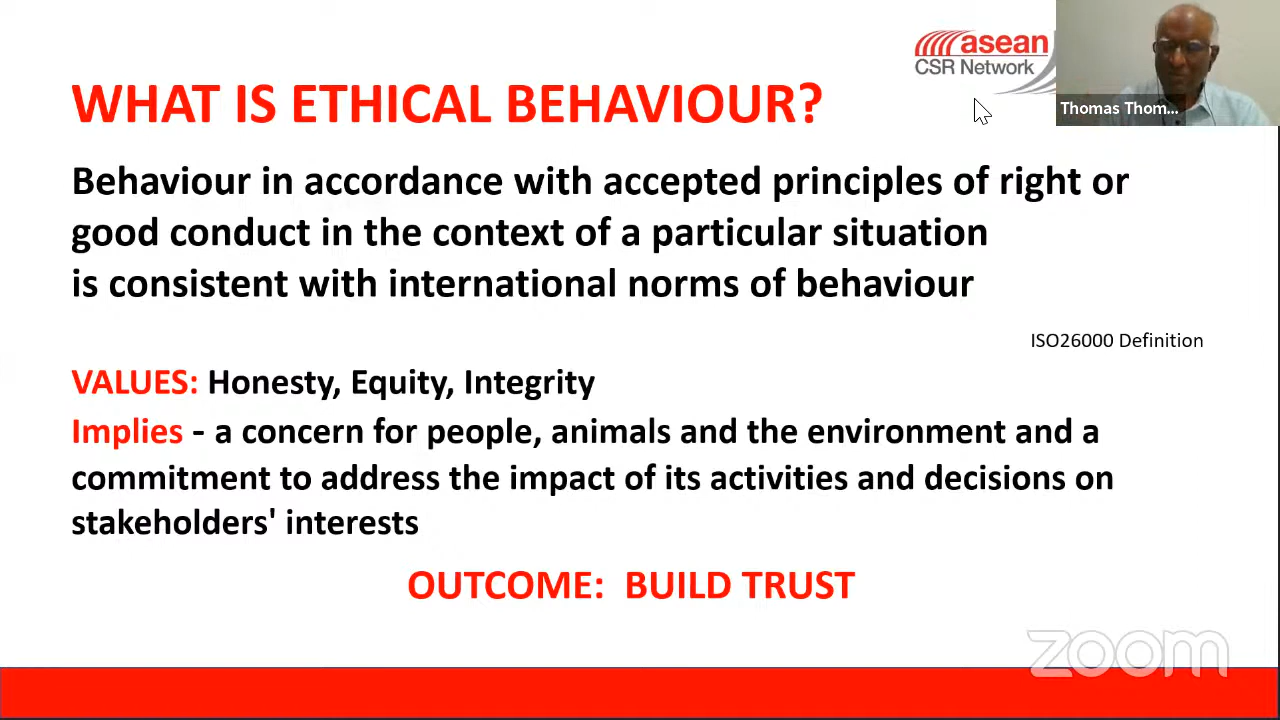 asean
CSR Network
Thomas Thom...
WHAT IS ETHICAL BEHAVIOUR?
Behaviour in accordance with accepted principles of right or
good conduct in the context of a particular situation
is consistent with international norms of behaviour
ISO26000 Definition
VALUES: Honesty, Equity, Integrity
Implies - a concern for people, animals and the environment and a
commitment to address the impact of its activities and decisions on
stakeholders' interests
OUTCOME: BUILD TRUST
zoom